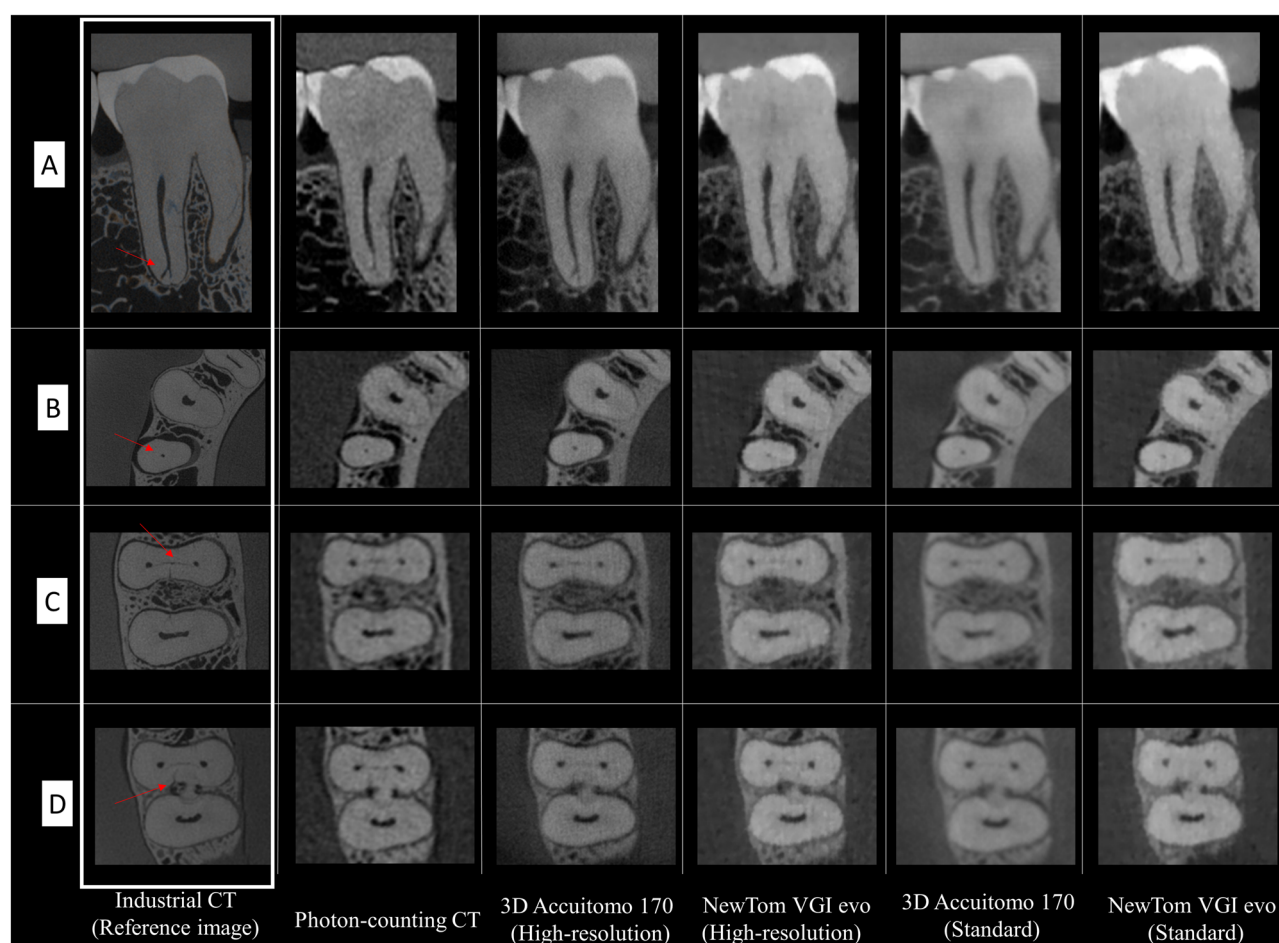 A
B
C
D
Industrial CT
(Reference image)
Photon-counting CT
3D Accuitomo 170
(High-resolution)
NewTom VGI evo
(High-resolution)
3D Accuitomo 170
(Standard)
NewTom VGI evo
(Standard)